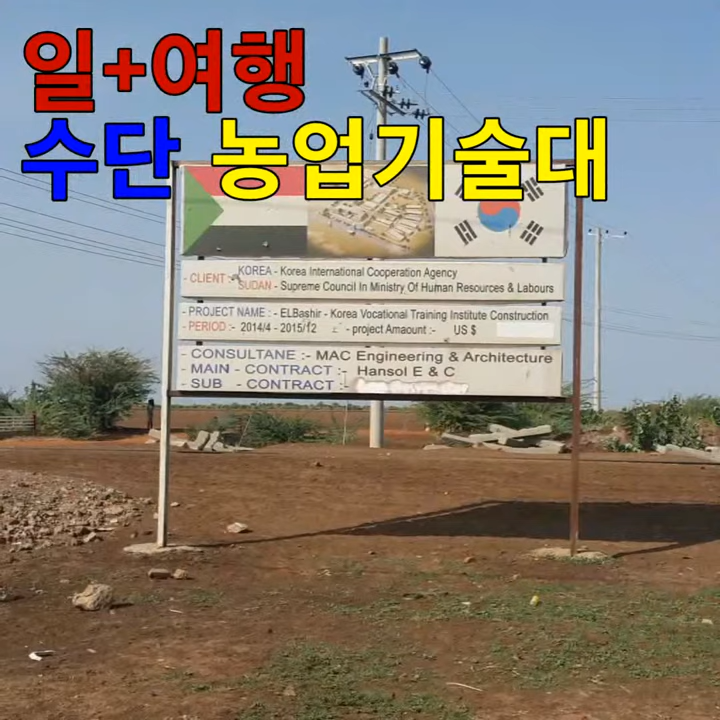 일+여행
수단 농업기술대
- CLIENT :- KOREA - Korea International Cooperation Agency
SUDAN - Supreme Council In Ministry Of Human Resources & Labours
- PROJECT NAME : - ELBashir - Korea Vocational Training Institute Construction
- PERIOD :- 2014/4 - 2015/12 - project Amaount :- US $
- CONSULTANE :- MAC Engineering & Architecture
- MAIN - CONTRACT :- Hansol E & C
- SUB - CONTRACT :-